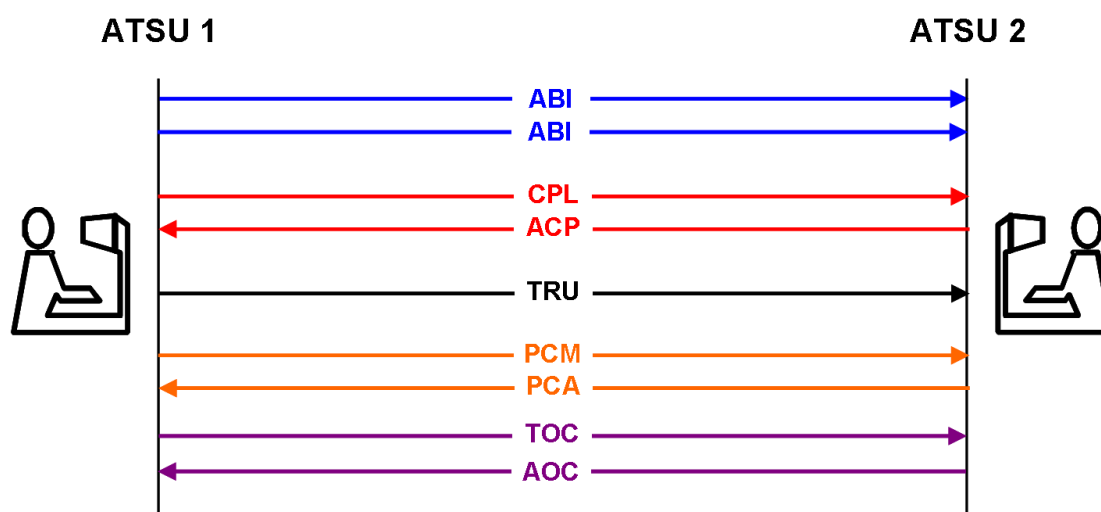 ATSU 1
ATSU 2
ABI
ABI
CPL
ACP
TRU
PCM
PCA
TOC
AOC